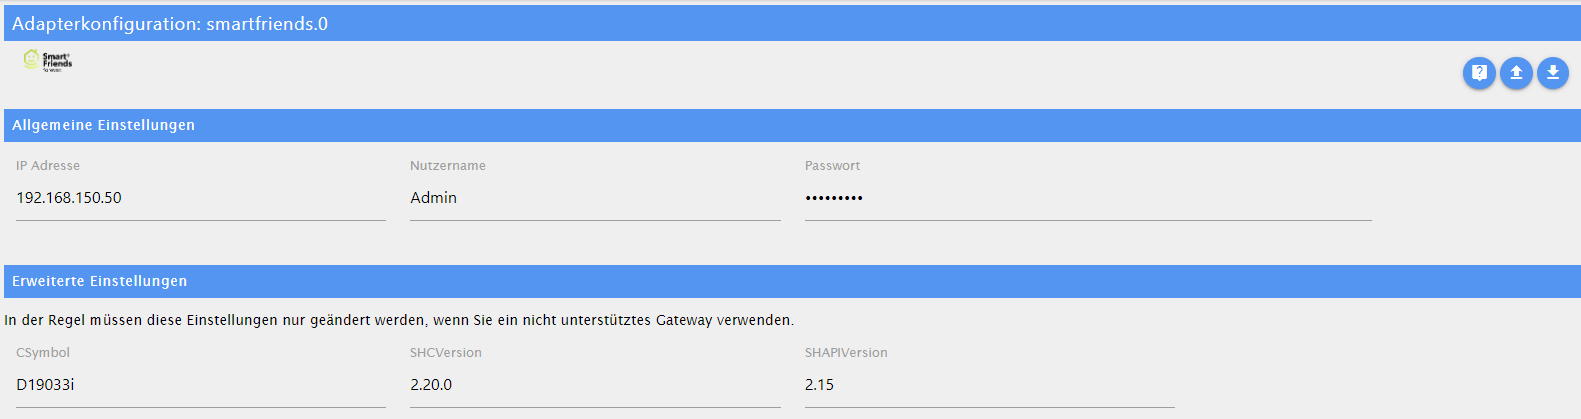 Adapterkonfiguration: smartfriends.0
Smart
Friends
Allgemeine Einstellungen
IP Adresse Nutzername Passwort
192.168.150.50 Admin •••••••••
Erweiterte Einstellungen
In der Regel müssen diese Einstellungen nur geändert werden, wenn Sie ein nicht unterstütztes Gateway verwenden.
CSymbol SHCVersion SHAPIVersion
D19033i 2.20.0 2.15